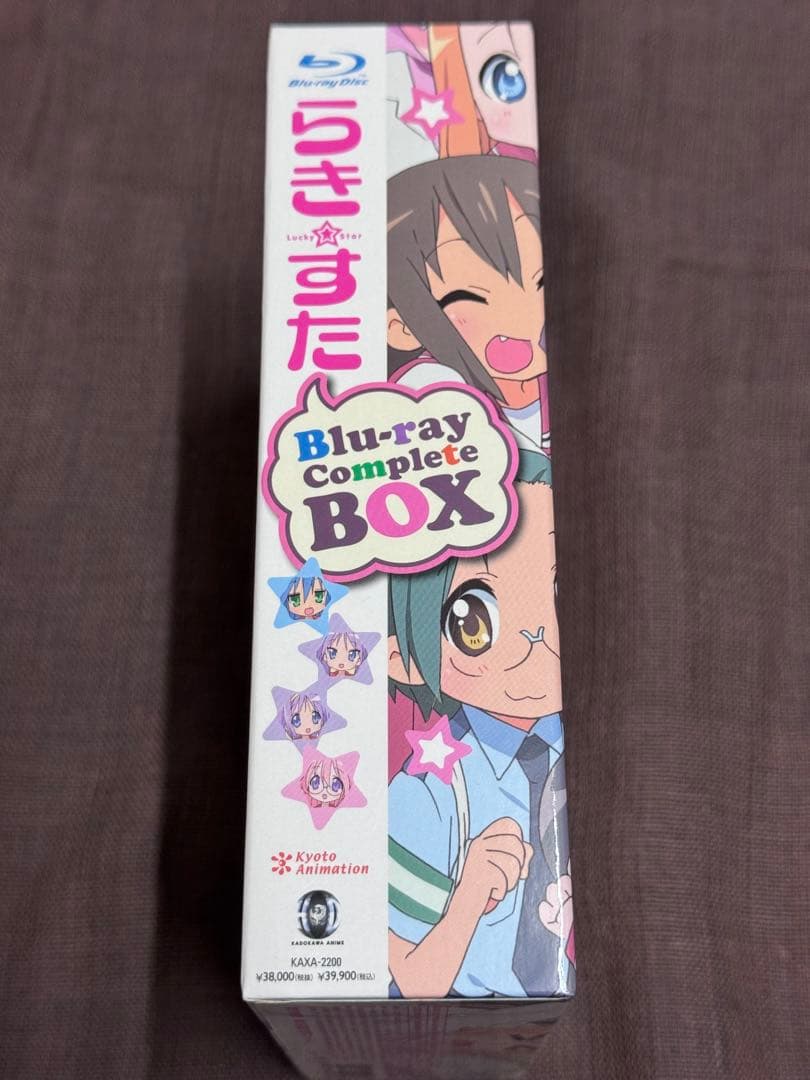 Blu-ray Disc
らき
Lucky Star
すた
Blu-ray
Complete
BOX
Kyoto
Animation
KADOKAWA ANIME
KAXA-2200
¥38,000(税抜) ¥39,900(税込)